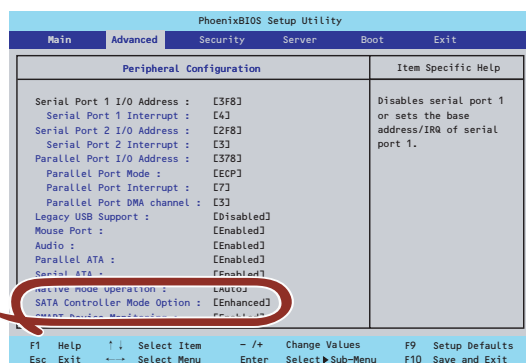 PhoenixBIOS Setup Utility
Main Advanced Security Server Boot Exit
Peripheral Configuration
Item Specific Help
Serial Port 1 I/O Address : [3F8]
Serial Port 1 Interrupt : [4]
Serial Port 2 I/O Address : [2F8]
Serial Port 2 Interrupt : [3]
Parallel Port I/O Address : [378]
Parallel Port Mode : [ECP]
Parallel Port Interrupt : [7]
Parallel Port DMA channel : [3]
Legacy USB Support : [Disabled]
Mouse Port : [Enabled]
Audio : [Enabled]
Parallel ATA : [Enabled]
Serial ATA : [Enabled]
Native Mode Operation : [Auto]
SATA Controller Mode Option : [Enhanced]
SMART Device Monitoring : [Enabled]
Disables serial port 1
or sets the base
address/IRQ of serial
port 1.
F1 Help ↑↓ Select Item - /+ Change Values F9 Setup Defaults
Esc Exit ←→ Select Menu Enter Select▶Sub-Menu F10 Save and Exit